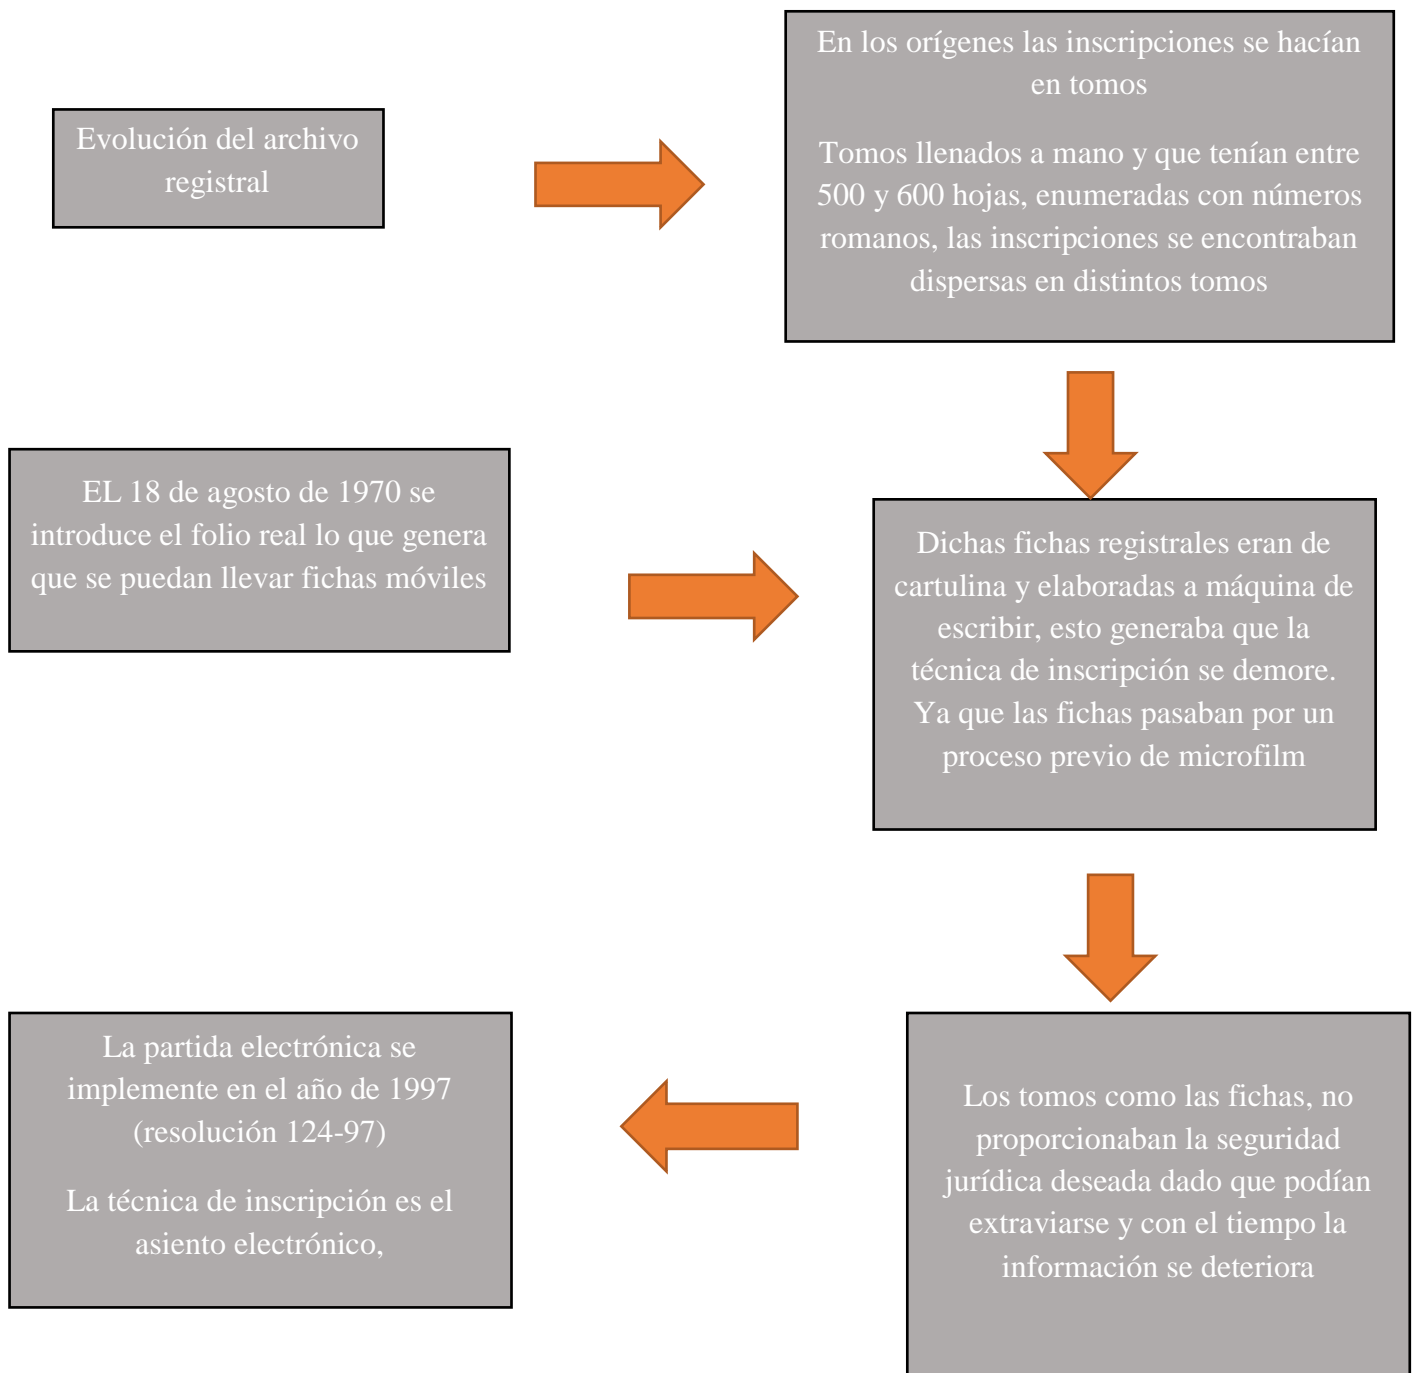 Evolución del archivo
registral
En los orígenes las inscripciones se hacían
en tomos
Tomos llenados a mano y que tenían entre
500 y 600 hojas, enumeradas con números
romanos, las inscripciones se encontraban
dispersas en distintos tomos
EL 18 de agosto de 1970 se
introduce el folio real lo que genera
que se puedan llevar fichas móviles
Dichas fichas registrales eran de
cartulina y elaboradas a máquina de
escribir, esto generaba que la
técnica de inscripción se demore.
Ya que las fichas pasaban por un
proceso previo de microfilm
Los tomos como las fichas, no
proporcionaban la seguridad
jurídica deseada dado que podían
extraviarse y con el tiempo la
información se deteriora
La partida electrónica se
implemente en el año de 1997
(resolución 124-97)
La técnica de inscripción es el
asiento electrónico,